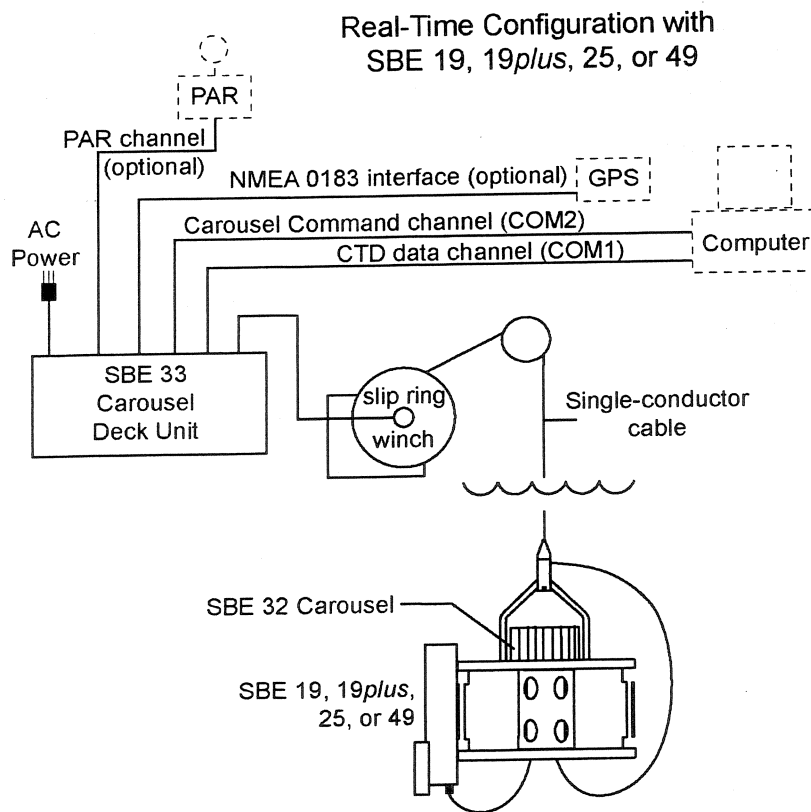 Real-Time Configuration with
SBE 19, 19plus, 25, or 49
PAR
PAR channel
(optional)
NMEA 0183 interface (optional)
GPS
Carousel Command channel (COM2)
Computer
CTD data channel (COM1)
AC
Power
SBE 33
Carousel
Deck Unit
slip ring
winch
Single-conductor
cable
SBE 32 Carousel
SBE 19, 19plus,
25, or 49